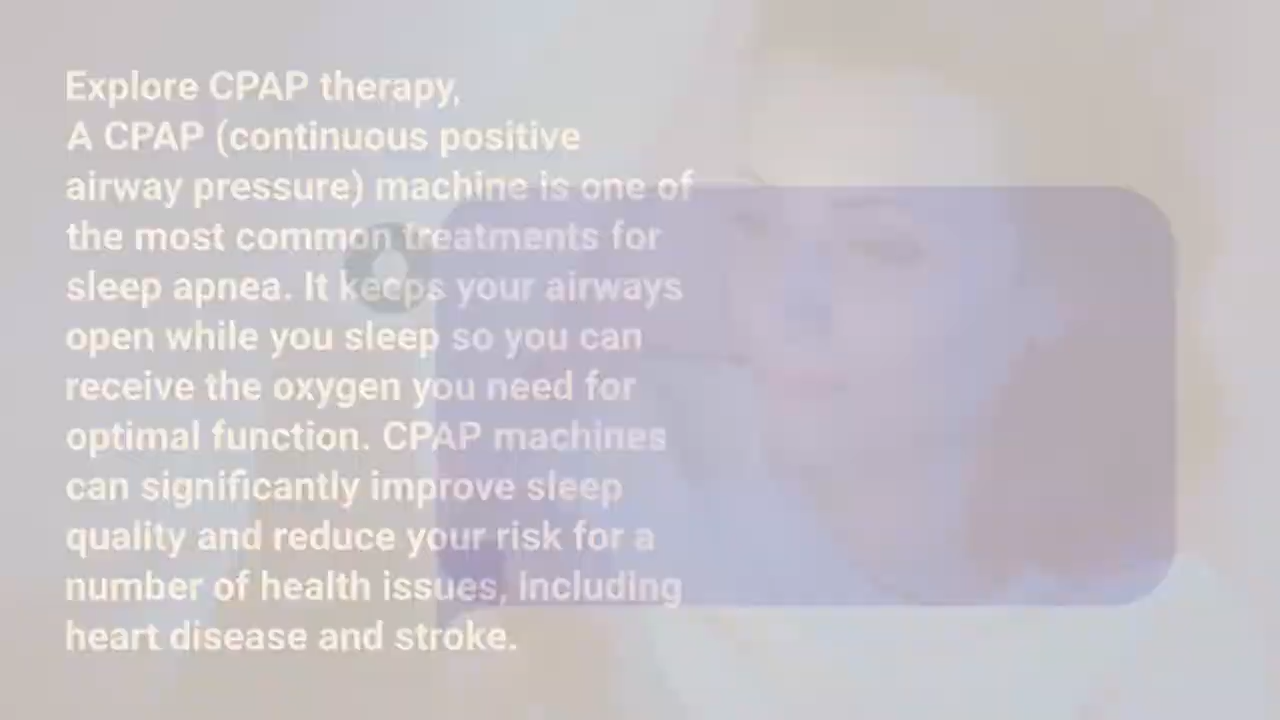 Explore CPAP therapy,
A CPAP (continuous positive
airway pressure) machine is one of
the most common treatments for
sleep apnea. It keeps your airways
open while you sleep so you can
receive the oxygen you need for
optimal function. CPAP machines
can significantly improve sleep
quality and reduce your risk for a
number of health issues, including
heart disease and stroke.